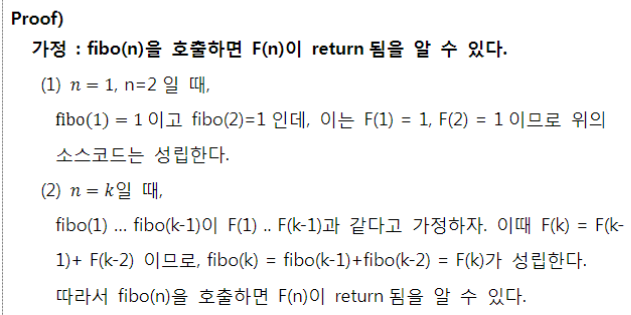 Proof)
가정 : fibo(n)을 호출하면 F(n)이 return 됨을 알 수 있다.
(1) n = 1, n=2 일 때,
fibo(1) = 1 이고 fibo(2)=1 인데, 이는 F(1) = 1, F(2) = 1 이므로 위의
소스코드는 성립한다.
(2) n = k일 때,
fibo(1) ... fibo(k-1)이 F(1) .. F(k-1)과 같다고 가정하자. 이때 F(k) = F(k-
1)+ F(k-2) 이므로, fibo(k) = fibo(k-1)+fibo(k-2) = F(k)가 성립한다.
따라서 fibo(n)을 호출하면 F(n)이 return 됨을 알 수 있다.